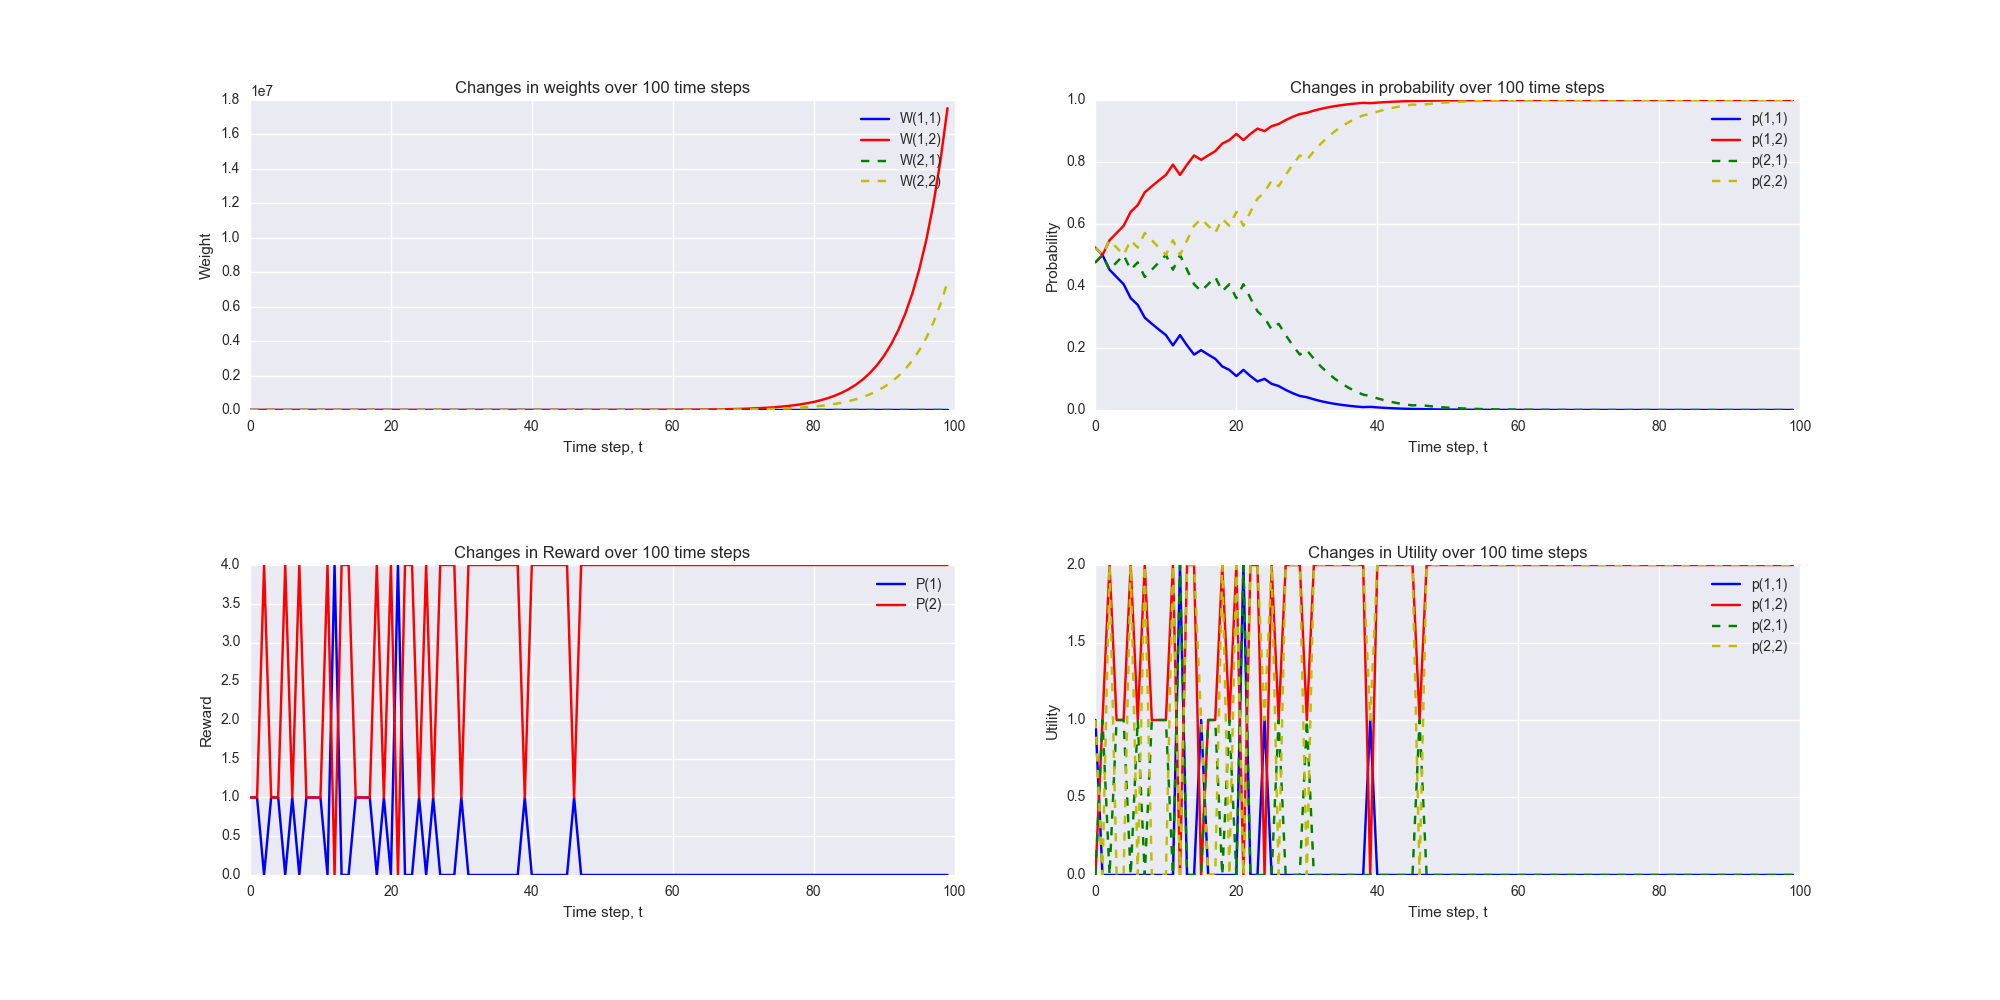 Changes in weights over 100 time steps
1e7
1.8
1.6
1.4
1.2
1.0
0.8
0.6
0.4
0.2
0.0
Weight
W(1,1)
W(1,2)
W(2,1)
W(2,2)
0 20 40 60 80 100
Time step, t
Changes in probability over 100 time steps
1.0
0.8
0.6
0.4
0.2
0.0
Probability
p(1,1)
p(1,2)
p(2,1)
p(2,2)
0 20 40 60 80 100
Time step, t
Changes in Reward over 100 time steps
4.0
3.5
3.0
2.5
2.0
1.5
1.0
0.5
0.0
Reward
P(1)
P(2)
0 20 40 60 80 100
Time step, t
Changes in Utility over 100 time steps
2.0
1.5
1.0
0.5
0.0
Utility
p(1,1)
p(1,2)
p(2,1)
p(2,2)
0 20 40 60 80 100
Time step, t